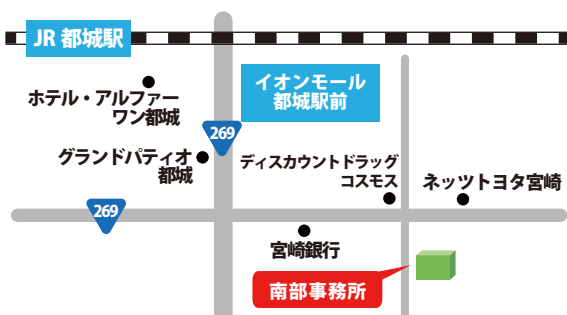 JR 都城駅
イオンモール
都城駅前
ホテル・アルファー
ワン都城
269
グランドパティオ
都城
ディスカウントドラッグ
コスモス
ネッツトヨタ宮崎
269
宮崎銀行
南部事務所